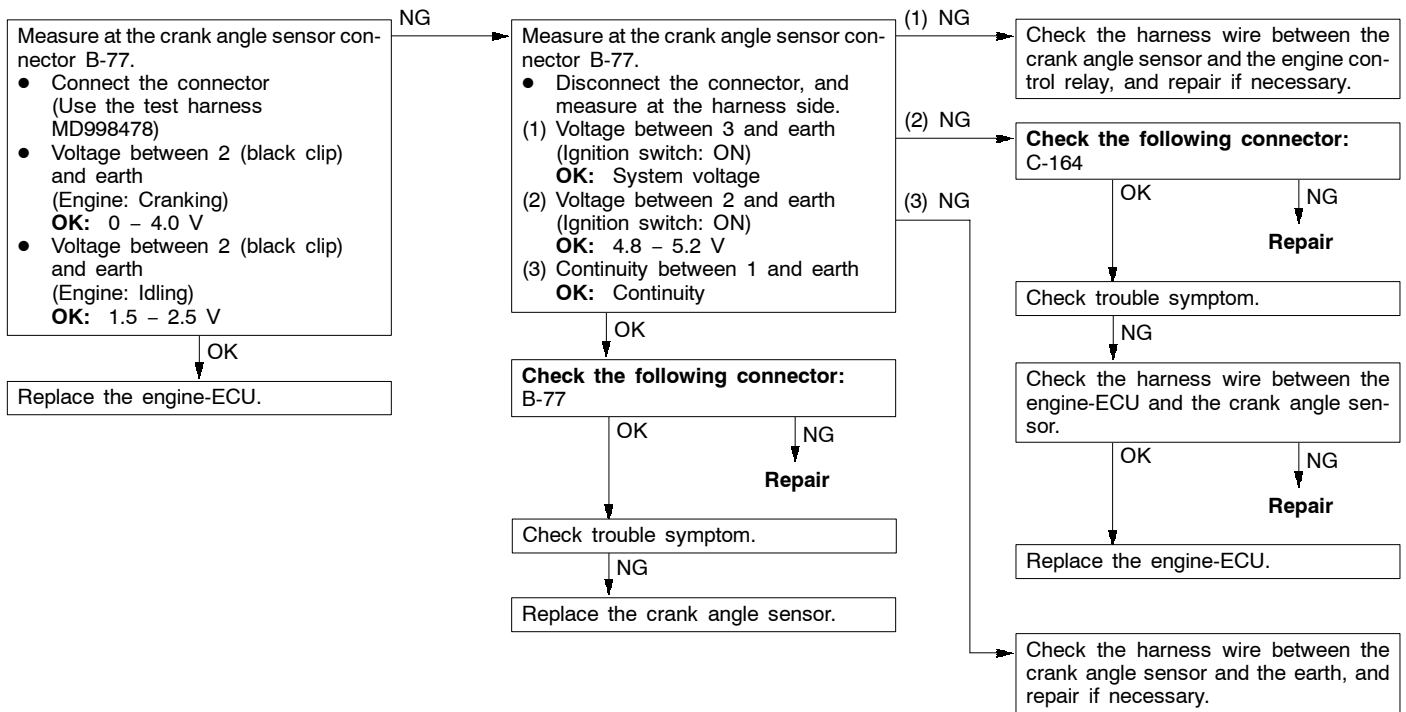 Measure at the crank angle sensor con-
nector B-77.
● Connect the connector
(Use the test harness
MD998478)
● Voltage between 2 (black clip)
and earth
(Engine: Cranking)
OK: 0 – 4.0 V
● Voltage between 2 (black clip)
and earth
(Engine: Idling)
OK: 1.5 – 2.5 V
OK
Replace the engine-ECU.
NG
Measure at the crank angle sensor con-
nector B-77.
● Disconnect the connector, and
measure at the harness side.
(1) Voltage between 3 and earth
(Ignition switch: ON)
OK: System voltage
(2) Voltage between 2 and earth
(Ignition switch: ON)
OK: 4.8 – 5.2 V
(3) Continuity between 1 and earth
OK: Continuity
OK
Check the following connector:
B-77
OK
NG
Repair
Check trouble symptom.
NG
Replace the crank angle sensor.
(1) NG
Check the harness wire between the
crank angle sensor and the engine con-
trol relay, and repair if necessary.
(2) NG
Check the following connector:
C-164
OK
NG
Repair
Check trouble symptom.
NG
Check the harness wire between the
engine-ECU and the crank angle sen-
sor.
OK
NG
Repair
Replace the engine-ECU.
(3) NG
Check the harness wire between the
crank angle sensor and the earth, and
repair if necessary.